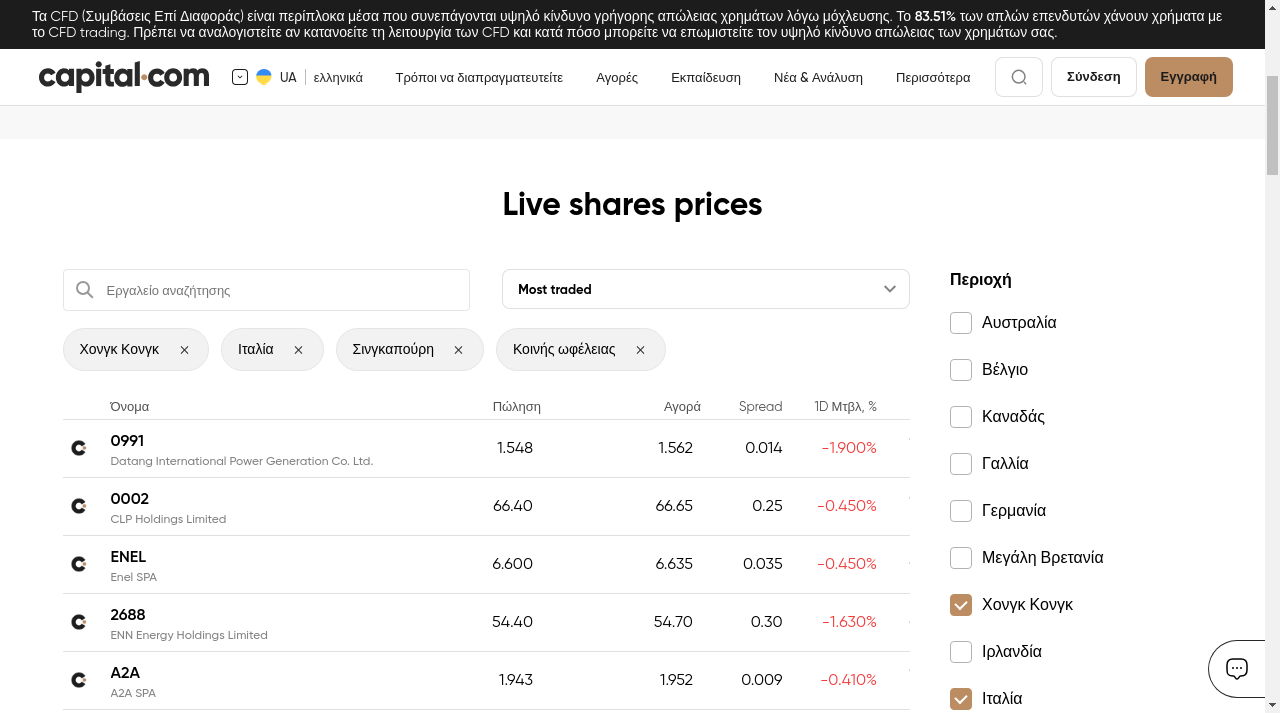 Τα CFD (Συμβάσεις Επί Διαφοράς) είναι περίπλοκα μέσα που συνεπάγονται υψηλό κίνδυνο γρήγορης απώλειας χρημάτων λόγω μόχλευσης. Το 83.51% των απλών επενδυτών χάνουν χρήματα με
το CFD trading. Πρέπει να αναλογιστείτε αν κατανοείτε τη λειτουργία των CFD και κατά πόσο μπορείτε να επωμιστείτε τον υψηλό κίνδυνο απώλειας των χρημάτων σας.
capital.com UA ελληνικά Τρόποι να διαπραγματευτείτε Αγορές Εκπαίδευση Νέα & Ανάλυση Περισσότερα Σύνδεση Εγγραφή
Live shares prices
Εργαλείο αναζήτησης Most traded
Χονγκ Κονγκ Ιταλία Σινγκαπούρη Κοινής ωφέλειας
Όνομα Πώληση Αγορά Spread 1D Μτβλ, %
0991 1.548 1.562 0.014 -1.900%
Datang International Power Generation Co. Ltd.
0002 66.40 66.65 0.25 -0.450%
CLP Holdings Limited
ENEL 6.600 6.635 0.035 -0.450%
Enel SPA
2688 54.40 54.70 0.30 -1.630%
ENN Energy Holdings Limited
A2A 1.943 1.952 0.009 -0.410%
A2A SPA
Περιοχή
Αυστραλία
Βέλγιο
Καναδάς
Γαλλία
Γερμανία
Μεγάλη Βρετανία
Χονγκ Κονγκ
Ιρλανδία
Ιταλία